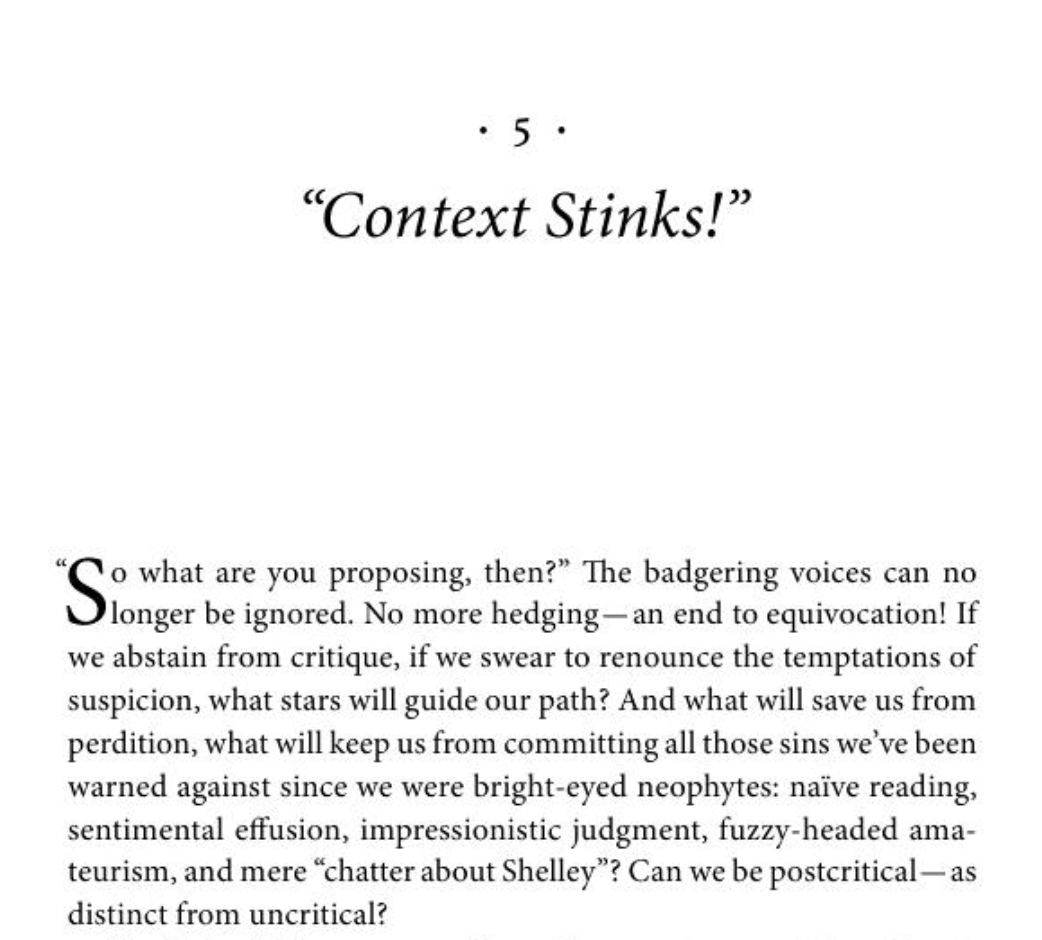 · 5 ·
“Context Stinks!”
“So what are you proposing, then?” The badgering voices can no
longer be ignored. No more hedging—an end to equivocation! If
we abstain from critique, if we swear to renounce the temptations of
suspicion, what stars will guide our path? And what will save us from
perdition, what will keep us from committing all those sins we’ve been
warned against since we were bright-eyed neophytes: naïve reading,
sentimental effusion, impressionistic judgment, fuzzy-headed ama-
teurism, and mere “chatter about Shelley”? Can we be postcritical—as
distinct from uncritical?